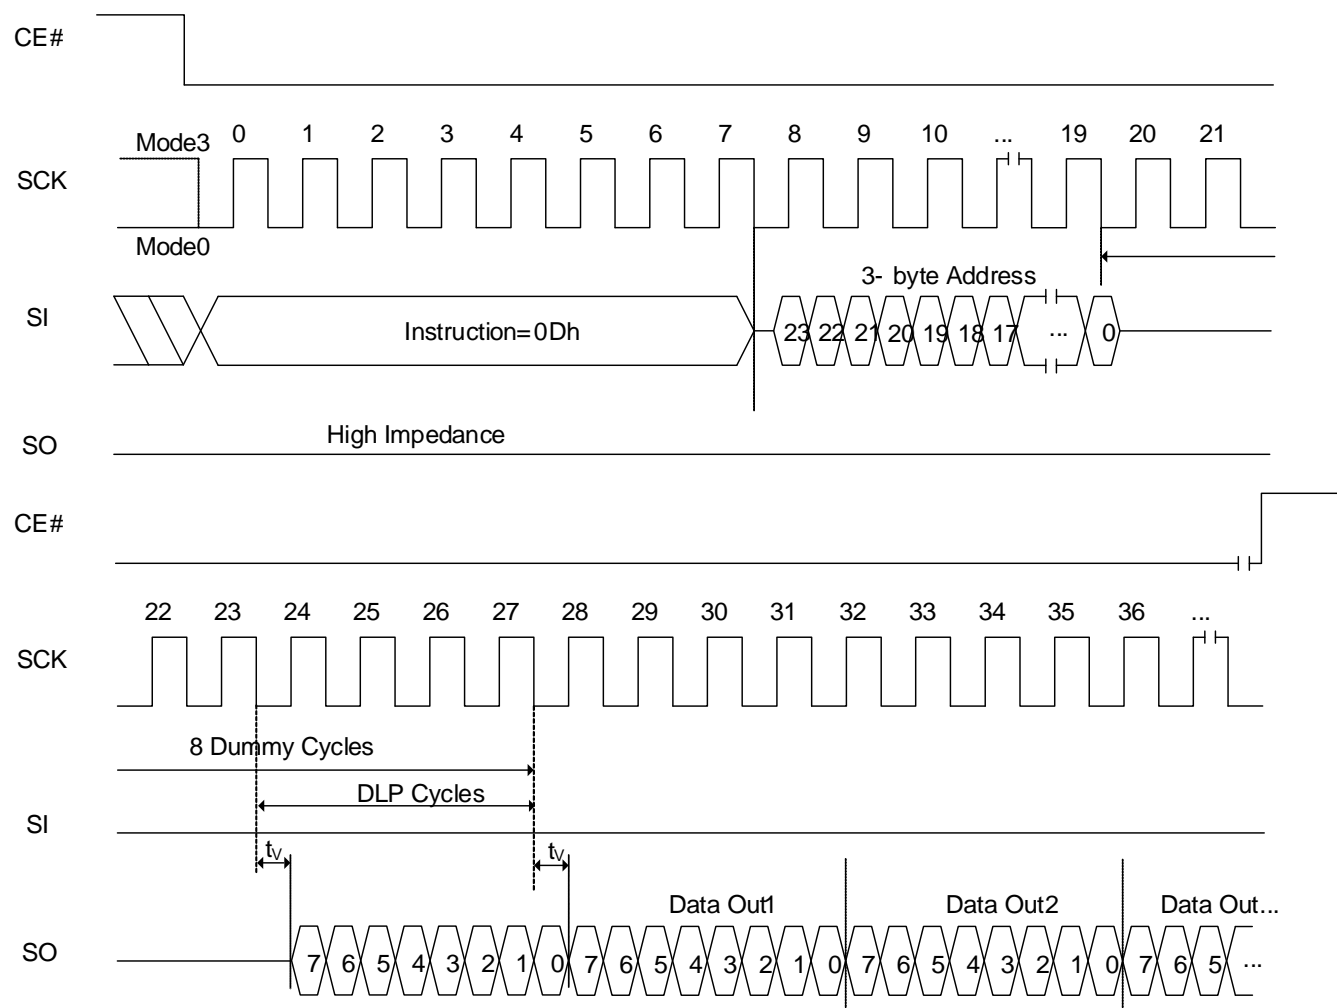 CE#
0 1 2 3 4 5 6 7 8 9 10 ... 19 20 21
Mode3
SCK
Mode0
3- byte Address
SI
Instruction=0Dh
23 22 21 20 19 18 17 ... 0
High Impedance
SO
CE#
22 23 24 25 26 27 28 29 30 31 32 33 34 35 36 ...
SCK
8 Dummy Cycles
DLP Cycles
SI
tV tV
Data Out1 Data Out2 Data Out...
SO
7 6 5 4 3 2 1 0 7 6 5 4 3 2 1 0 7 6 5 4 3 2 1 0 7 6 5 ...